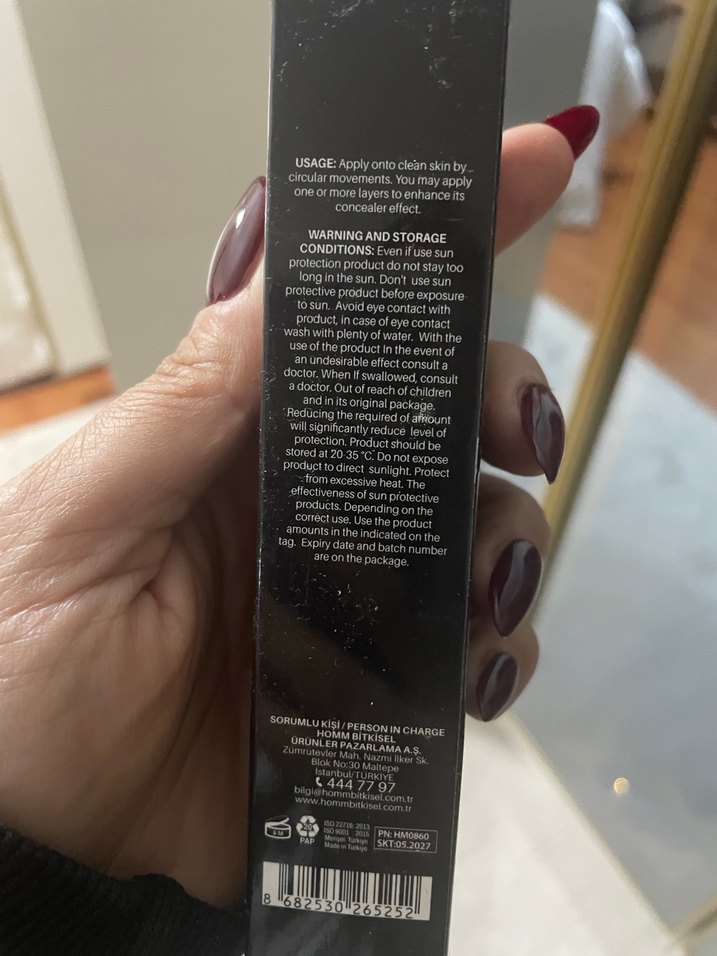 USAGE: Apply onto clean skin by
circular movements. You may apply
one or more layers to enhance its
concealer effect.
WARNING AND STORAGE
CONDITIONS: Even if use sun
protection product do not stay too
long in the sun. Don't use sun
protective product before exposure
to sun. Avoid eye contact with
product, in case of eye contact
wash with plenty of water. With the
use of the product In the event of
an undesirable effect consult a
doctor. When If swallowed, consult
a doctor. Out of reach of children
and in its original package.
Reducing the required of amount
will significantly reduce level of
protection. Product should be
stored at 20-35 °C. Do not expose
product to direct sunlight. Protect
from excessive heat. The
effectiveness of sun protective
products. Depending on the
correct use. Use the product
amounts in the indicated on the
tag. Expiry date and batch number
are on the package.
SORUMLU KİŞİ / PERSON IN CHARGE
HOMM BİTKİSEL
ÜRÜNLER PAZARLAMA A.Ş.
Zümrütevler Mah. Nazmi İlker Sk.
Blok No:30 Maltepe
İstanbul/TÜRKİYE
444 77 97
bilgi@hommbitkisel.com.tr
www.hommbitkisel.com.tr
6 M
20
PAP
ISO 22716: 2013
ISO 9001 : 2015
Menşei: Türkiye
Made in Türkiye
PN: HM0860
SKT:05.2027
8 682530 265252